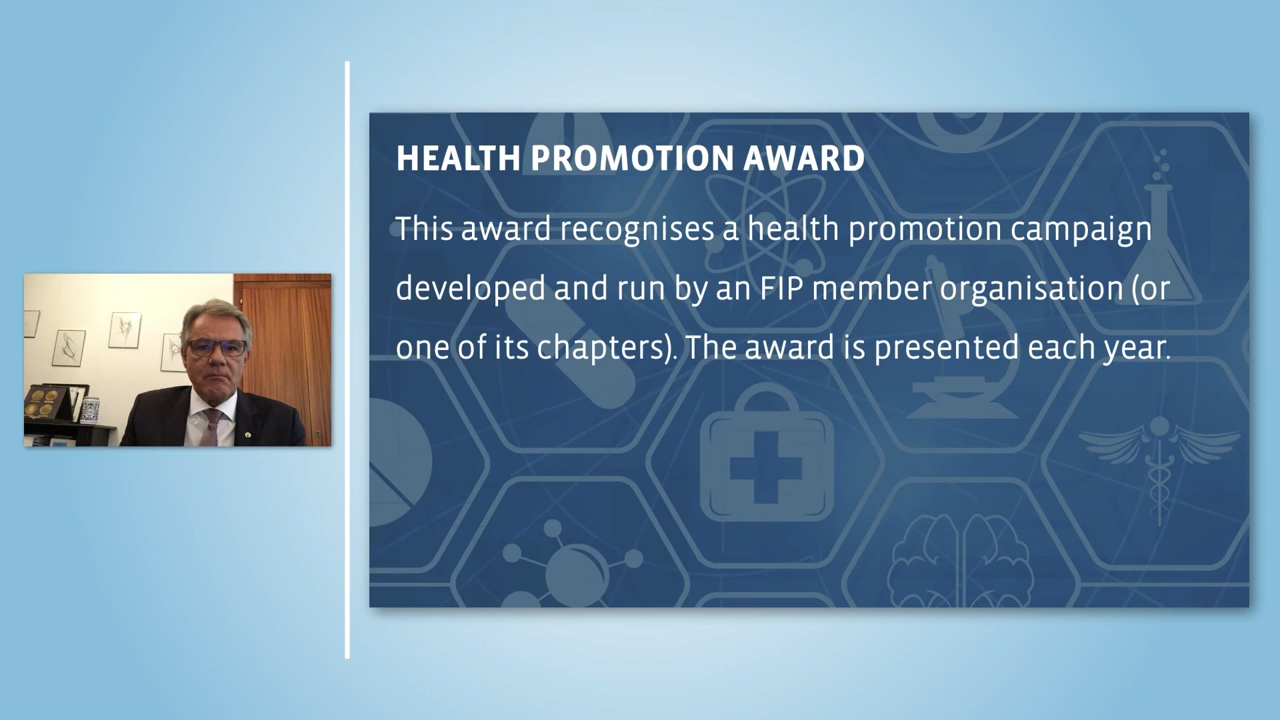 HEALTH PROMOTION AWARD
This award recognises a health promotion campaign
developed and run by an FIP member organisation (or
one of its chapters). The award is presented each year.